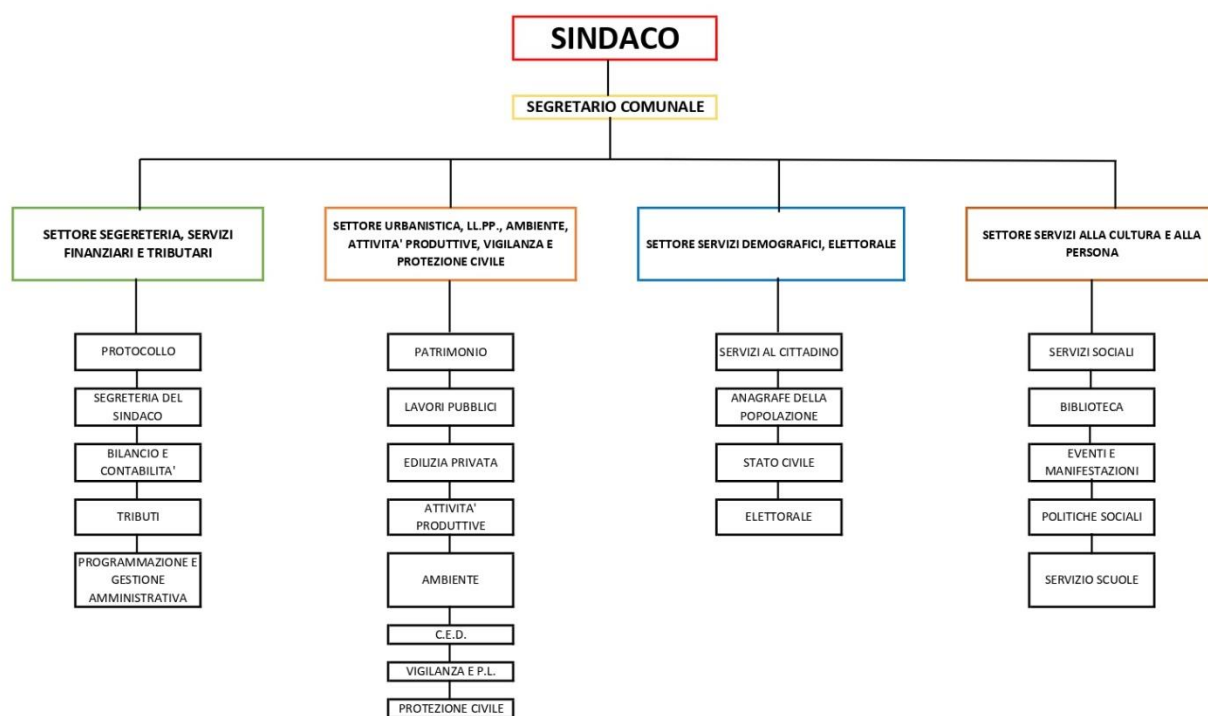 SINDACO
SEGRETARIO COMUNALE
SETTORE SEGERETERIA, SERVIZI
FINANZIARI E TRIBUTARI
SETTORE URBANISTICA, LL.PP., AMBIENTE,
ATTIVITA' PRODUTTIVE, VIGILANZA E
PROTEZIONE CIVILE
SETTORE SERVIZI DEMOGRAFICI, ELETTORALE
SETTORE SERVIZI ALLA CULTURA E ALLA
PERSONA
PROTOCOLLO
SEGRETERIA DEL
SINDACO
BILANCIO E
CONTABILITA'
TRIBUTI
PROGRAMMAZIONE E
GESTIONE
AMMINISTRATIVA
PATRIMONIO
LAVORI PUBBLICI
EDILIZIA PRIVATA
ATTIVITA'
PRODUTTIVE
AMBIENTE
C.E.D.
VIGILANZA E P.L.
PROTEZIONE CIVILE
SERVIZI AL CITTADINO
ANAGRAFE DELLA
POPOLAZIONE
STATO CIVILE
ELETTORALE
SERVIZI SOCIALI
BIBLIOTECA
EVENTI E
MANIFESTAZIONI
POLITICHE SOCIALI
SERVIZIO SCUOLE